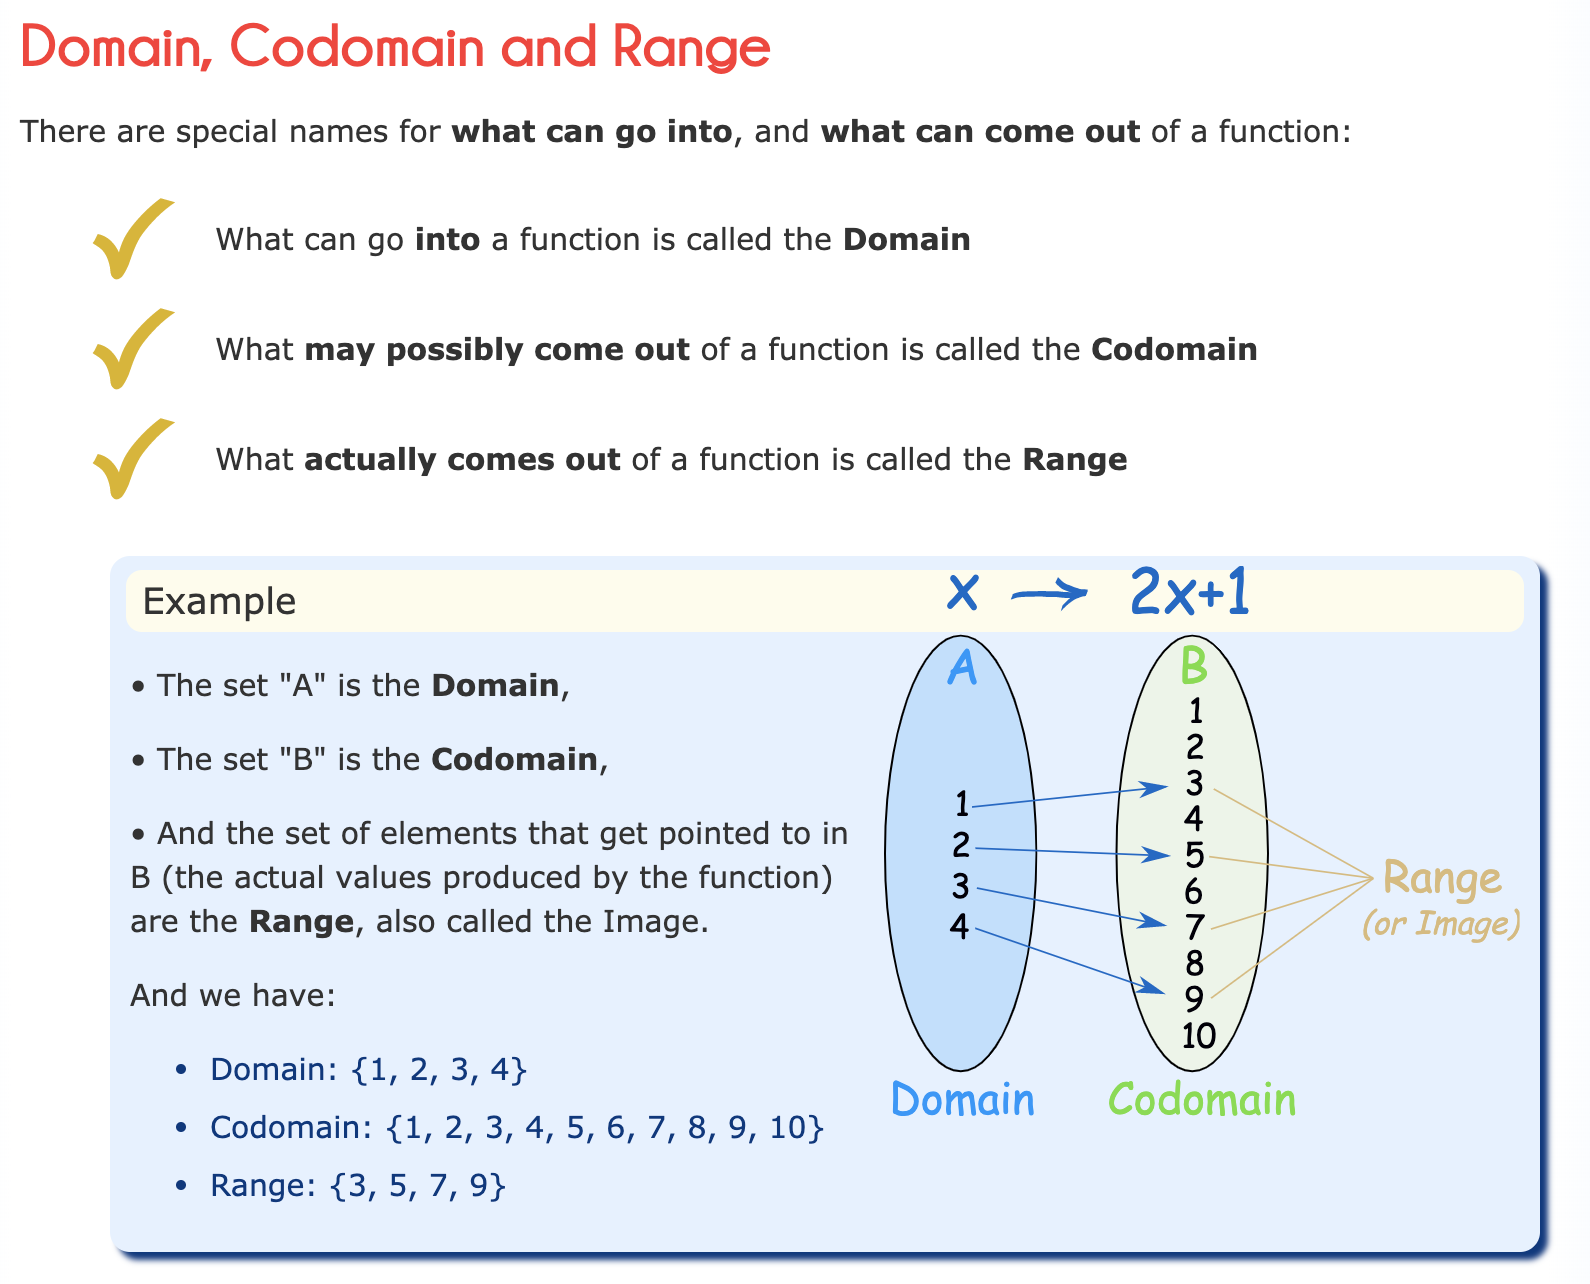 Domain, Codomain and Range
There are special names for what can go into, and what can come out of a function:
What can go into a function is called the Domain
What may possibly come out of a function is called the Codomain
What actually comes out of a function is called the Range
Example
• The set "A" is the Domain,
• The set "B" is the Codomain,
• And the set of elements that get pointed to in
B (the actual values produced by the function)
are the Range, also called the Image.
And we have:
• Domain: {1, 2, 3, 4}
• Codomain: {1, 2, 3, 4, 5, 6, 7, 8, 9, 10}
• Range: {3, 5, 7, 9}
x → 2x+1
A
1
2
3
4
Domain
B
1
2
3
4
5
6
7
8
9
10
Codomain
Range
(or Image)